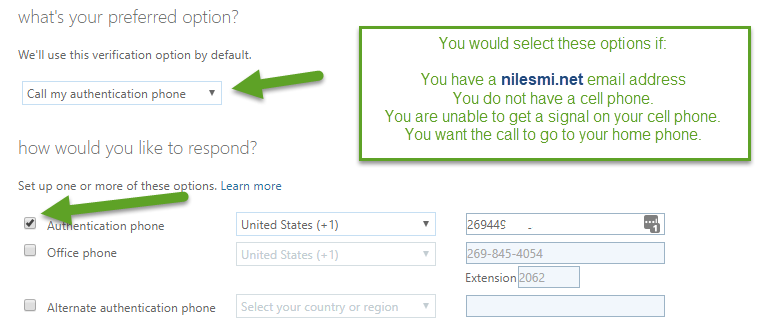 what's your preferred option?
We'll use this verification option by default.
Call my authentication phone
You would select these options if:
You have a nilesmi.net email address
You do not have a cell phone.
You are unable to get a signal on your cell phone.
You want the call to go to your home phone.
how would you like to respond?
Set up one or more of these options. Learn more
Authentication phone United States (+1) 269449 1
Office phone United States (+1) 269-845-4054
Extension 2062
Alternate authentication phone Select your country or region